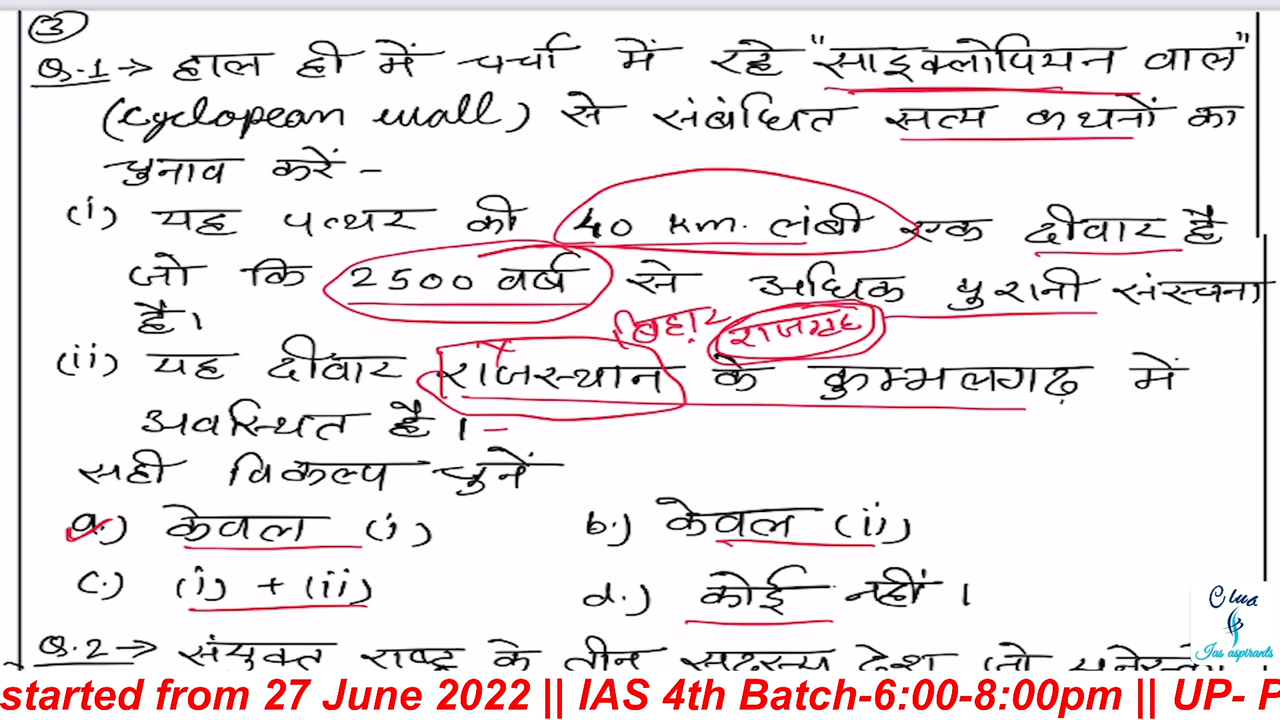 ③
Q.1→ हाल ही में चर्चा में रहे "साइक्लोपियन वाल"
(Cyclopean wall) से संबंधित सत्य कथनों का
चुनाव करें -
(i) यह पत्थर की 40 Km. लंबी एक दीवार है
जो कि 2500 वर्ष से अधिक पुरानी संरचना
है।
बिहार राजगृह
(ii) यह दीवार राजस्थान के कुम्भलगढ़ में
अवस्थित है।
सही विकल्प चुनें
a.) केवल (i) b.) केवल (ii)
c.) (i) + (ii) d.) कोई नहीं।
Q.2→ संयुक्त राष्ट्र के तीन सदस्य देश जो
Clua
Ias aspirants
started from 27 June 2022 || IAS 4th Batch-6:00-8:00pm || UP- P